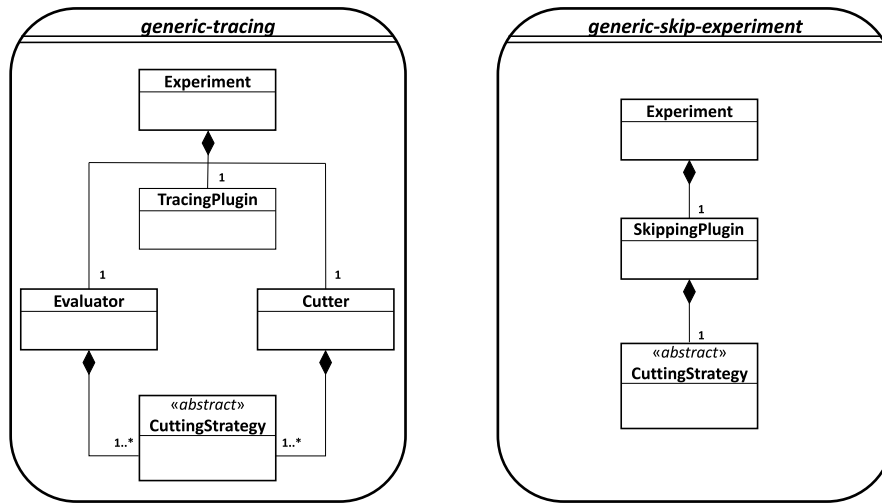 generic-tracing
Experiment
1
TracingPlugin
1
1
Evaluator
Cutter
«abstract»
CuttingStrategy
1..*
1..*
generic-skip-experiment
Experiment
1
SkippingPlugin
1
«abstract»
CuttingStrategy